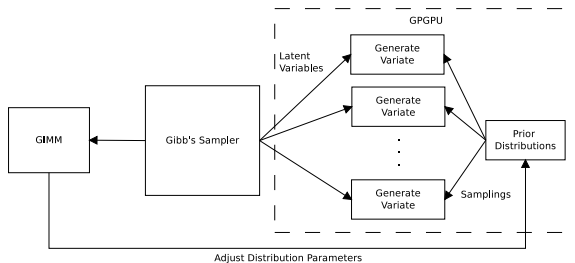 GPGPU
Latent
Variables
Generate
Variate
Generate
Variate
GIMM
Gibb's Sampler
.
.
.
Prior
Distributions
Generate
Variate
Samplings
Adjust Distribution Parameters